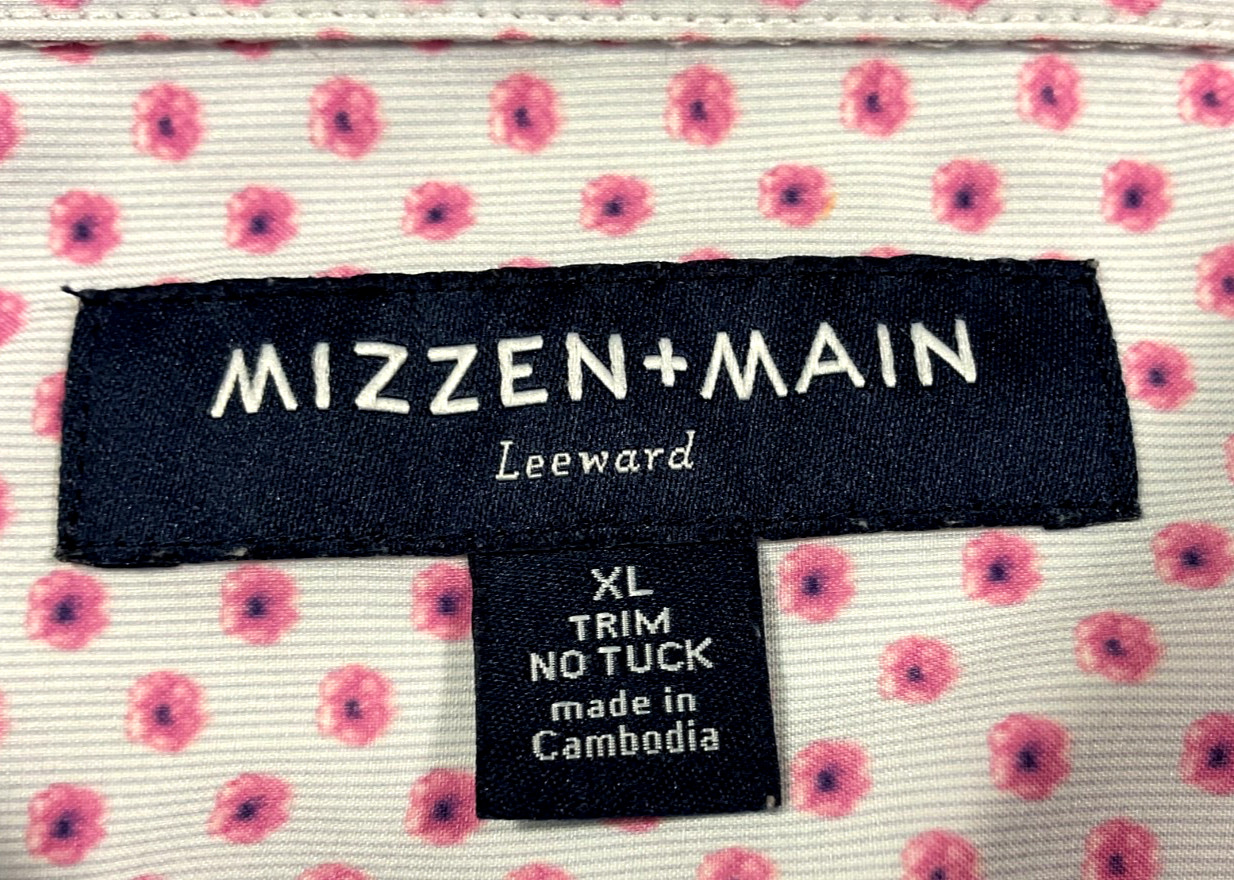 MIZZEN+MAIN
Leeward
XL
TRIM
NO TUCK
made in
Cambodia